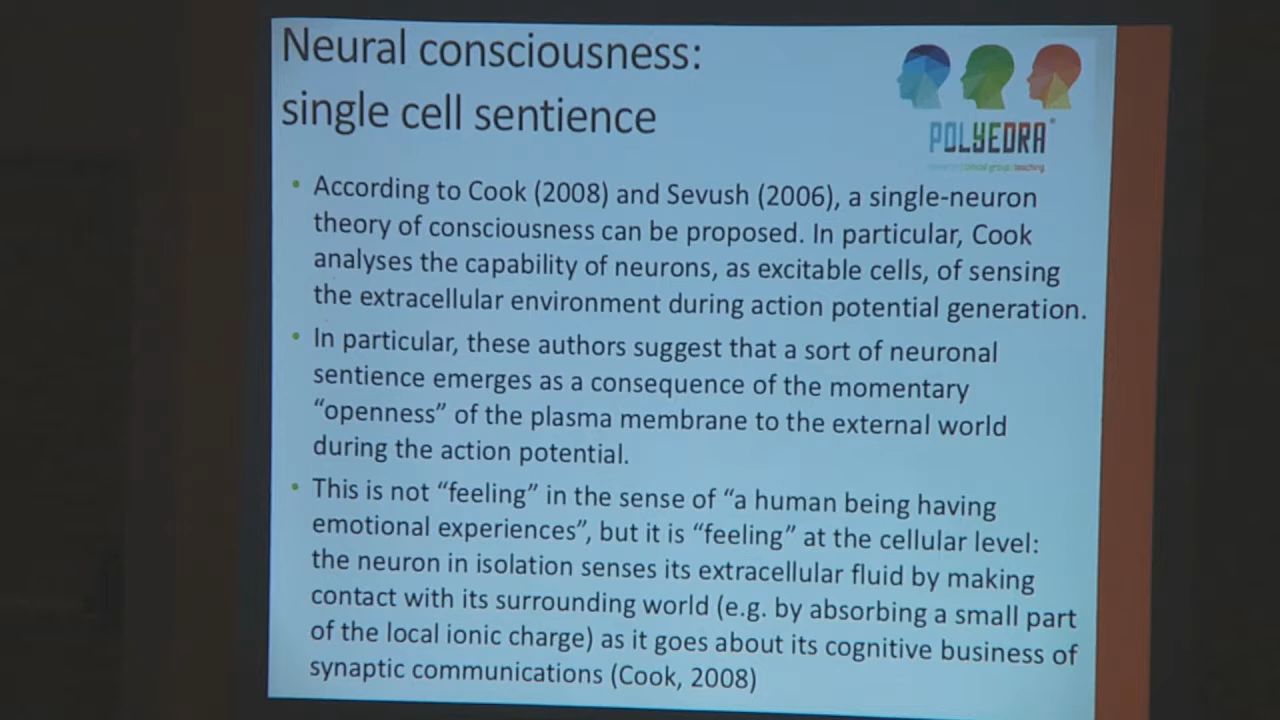 Neural consciousness:
single cell sentience
POLYEDRA
• According to Cook (2008) and Sevush (2006), a single-neuron
theory of consciousness can be proposed. In particular, Cook
analyses the capability of neurons, as excitable cells, of sensing
the extracellular environment during action potential generation.
• In particular, these authors suggest that a sort of neuronal
sentience emerges as a consequence of the momentary
“openness” of the plasma membrane to the external world
during the action potential.
• This is not “feeling” in the sense of “a human being having
emotional experiences”, but it is “feeling” at the cellular level:
the neuron in isolation senses its extracellular fluid by making
contact with its surrounding world (e.g. by absorbing a small part
of the local ionic charge) as it goes about its cognitive business of
synaptic communications (Cook, 2008)